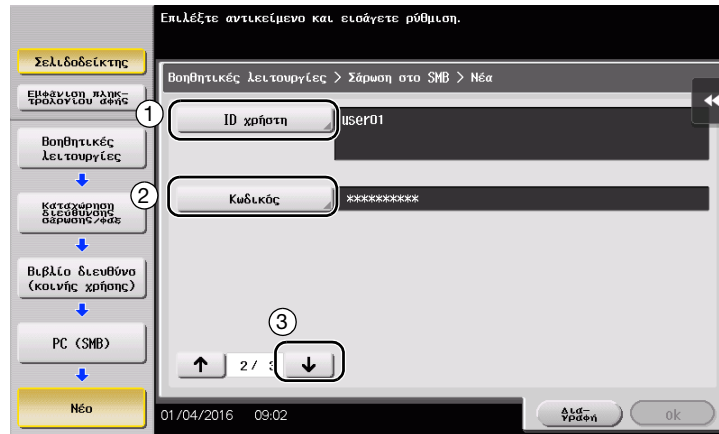 Επιλέξτε αντικείμενο και εισάγετε ρύθμιση.
Σελιδοδείκτης
Εμφάνιση πληκ-
τρολογίου αφής
Βοηθητικές
λειτουργίες
Καταχώρηση
διεύθυνσης
σάρωσης/φαξ
Βιβλίο διευθύνσ
(κοινής χρήσης)
PC (SMB)
Νέο
Βοηθητικές λειτουργίες > Σάρωση στο SMB > Νέα
1
ID χρήστη
user01
2
Κωδικός
**********
3
↑ 2/ 3 ↓
01/04/2016 09:02
Δια-
γραφή
ok